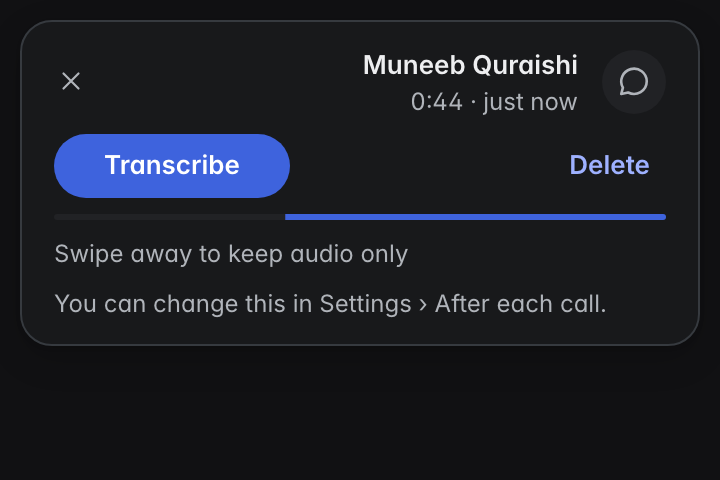 Muneeb Quraishi
0:44 · just now
Transcribe
Delete
Swipe away to keep audio only
You can change this in Settings › After each call.